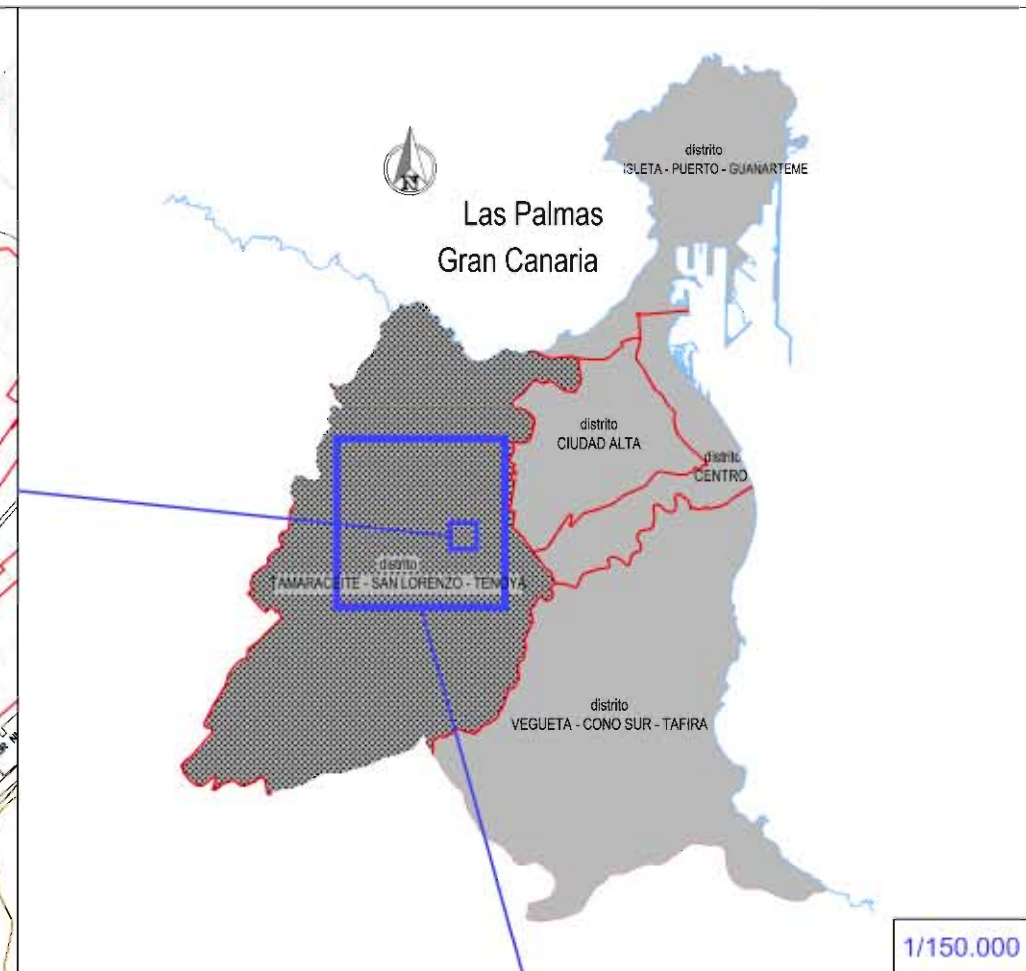 distrito
ISLETA - PUERTO - GUANARTEME
N
Las Palmas
Gran Canaria
distrito
CIUDAD ALTA
distrito
CENTRO
distrito
TAMARACEITE - SAN LORENZO - TENOYA
distrito
VEGUETA - CONO SUR - TAFIRA
1/150.000